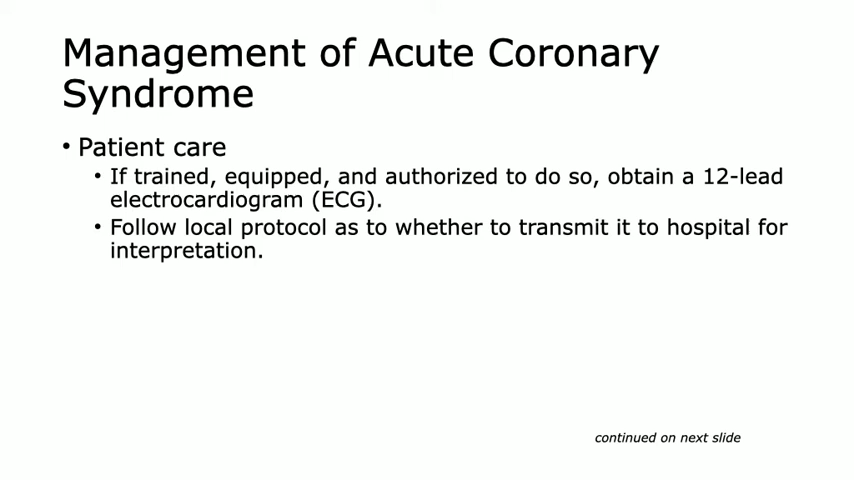 Management of Acute Coronary
Syndrome
• Patient care
• If trained, equipped, and authorized to do so, obtain a 12-lead
electrocardiogram (ECG).
• Follow local protocol as to whether to transmit it to hospital for
interpretation.
continued on next slide